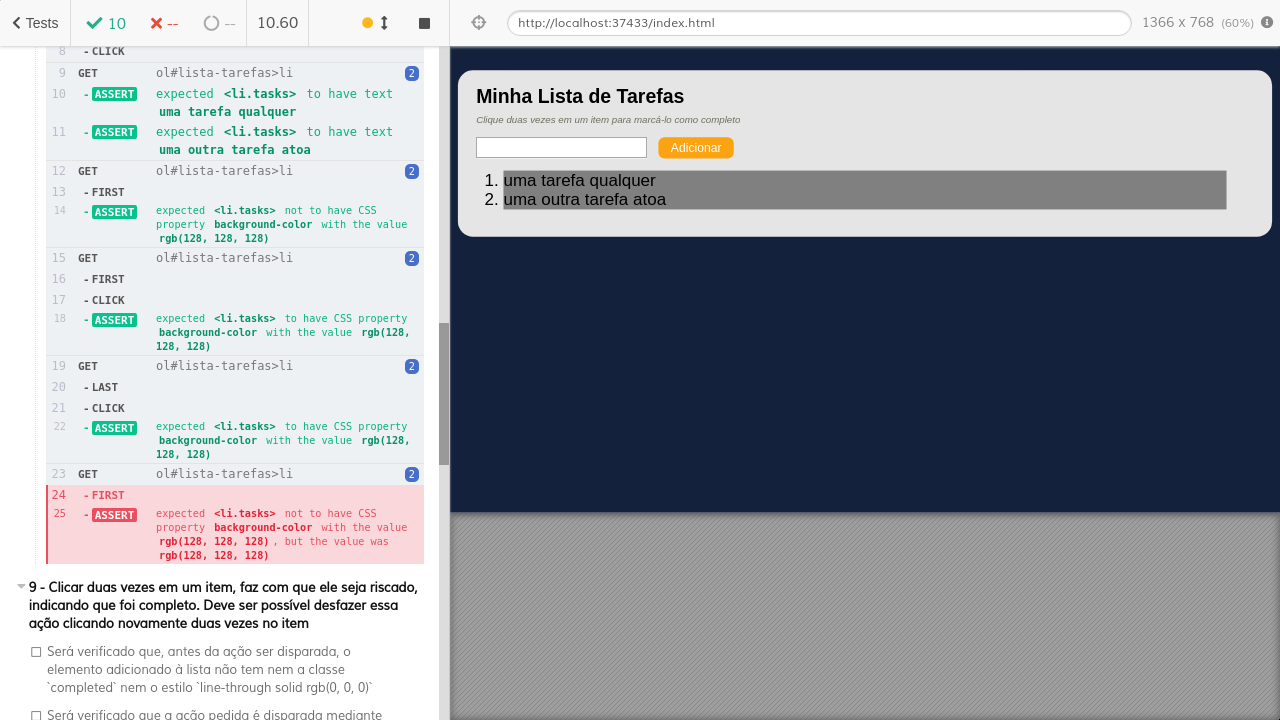 Tests
10
--
--
10.60
http://localhost:37433/index.html
1366 x 768 (60%)
8 - CLICK
9 GET ol#lista-tarefas>li 2
10 - ASSERT expected <li.tasks> to have text
uma tarefa qualquer
11 - ASSERT expected <li.tasks> to have text
uma outra tarefa atoa
12 GET ol#lista-tarefas>li 2
13 - FIRST
14 - ASSERT expected <li.tasks> not to have CSS
property background-color with the value
rgb(128, 128, 128)
15 GET ol#lista-tarefas>li 2
16 - FIRST
17 - CLICK
18 - ASSERT expected <li.tasks> to have CSS property
background-color with the value rgb(128,
128, 128)
19 GET ol#lista-tarefas>li 2
20 - LAST
21 - CLICK
22 - ASSERT expected <li.tasks> to have CSS property
background-color with the value rgb(128,
128, 128)
23 GET ol#lista-tarefas>li 2
24 - FIRST
25 - ASSERT expected <li.tasks> not to have CSS
property background-color with the value
rgb(128, 128, 128), but the value was
rgb(128, 128, 128)
9 - Clicar duas vezes em um item, faz com que ele seja riscado,
indicando que foi completo. Deve ser possível desfazer essa
ação clicando novamente duas vezes no item
Será verificado que, antes da ação ser disparada, o
elemento adicionado à lista não tem nem a classe
`completed` nem o estilo `line-through solid rgb(0, 0, 0)`
Será verificado que a ação pedida é disparada mediante
Minha Lista de Tarefas
Clique duas vezes em um item para marcá-lo como completo
Adicionar
1. uma tarefa qualquer
2. uma outra tarefa atoa